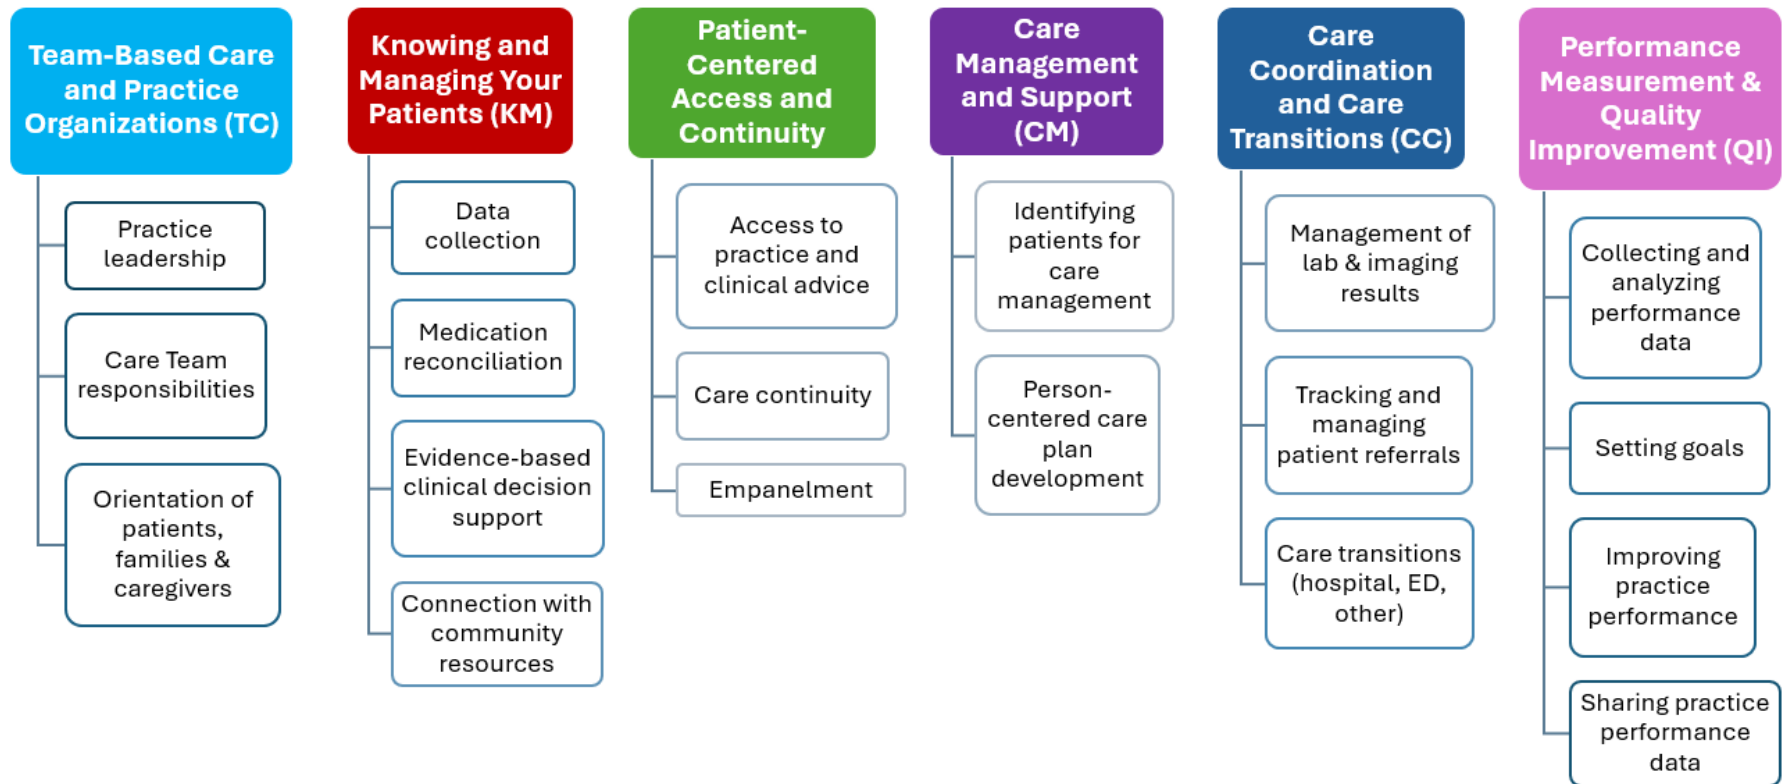 Team-Based Care
and Practice
Organizations (TC)
Practice
leadership
Care Team
responsibilities
Orientation of
patients,
families &
caregivers
Knowing and
Managing Your
Patients (KM)
Data
collection
Medication
reconciliation
Evidence-based
clinical decision
support
Connection with
community
resources
Patient-
Centered
Access and
Continuity
Access to
practice and
clinical advice
Care continuity
Empanelment
Care
Management
and Support
(CM)
Identifying
patients for
care
management
Person-
centered care
plan
development
Care
Coordination
and Care
Transitions (CC)
Management of
lab & imaging
results
Tracking and
managing
patient referrals
Care transitions
(hospital, ED,
other)
Performance
Measurement &
Quality
Improvement (QI)
Collecting and
analyzing
performance
data
Setting goals
Improving
practice
performance
Sharing practice
performance
data